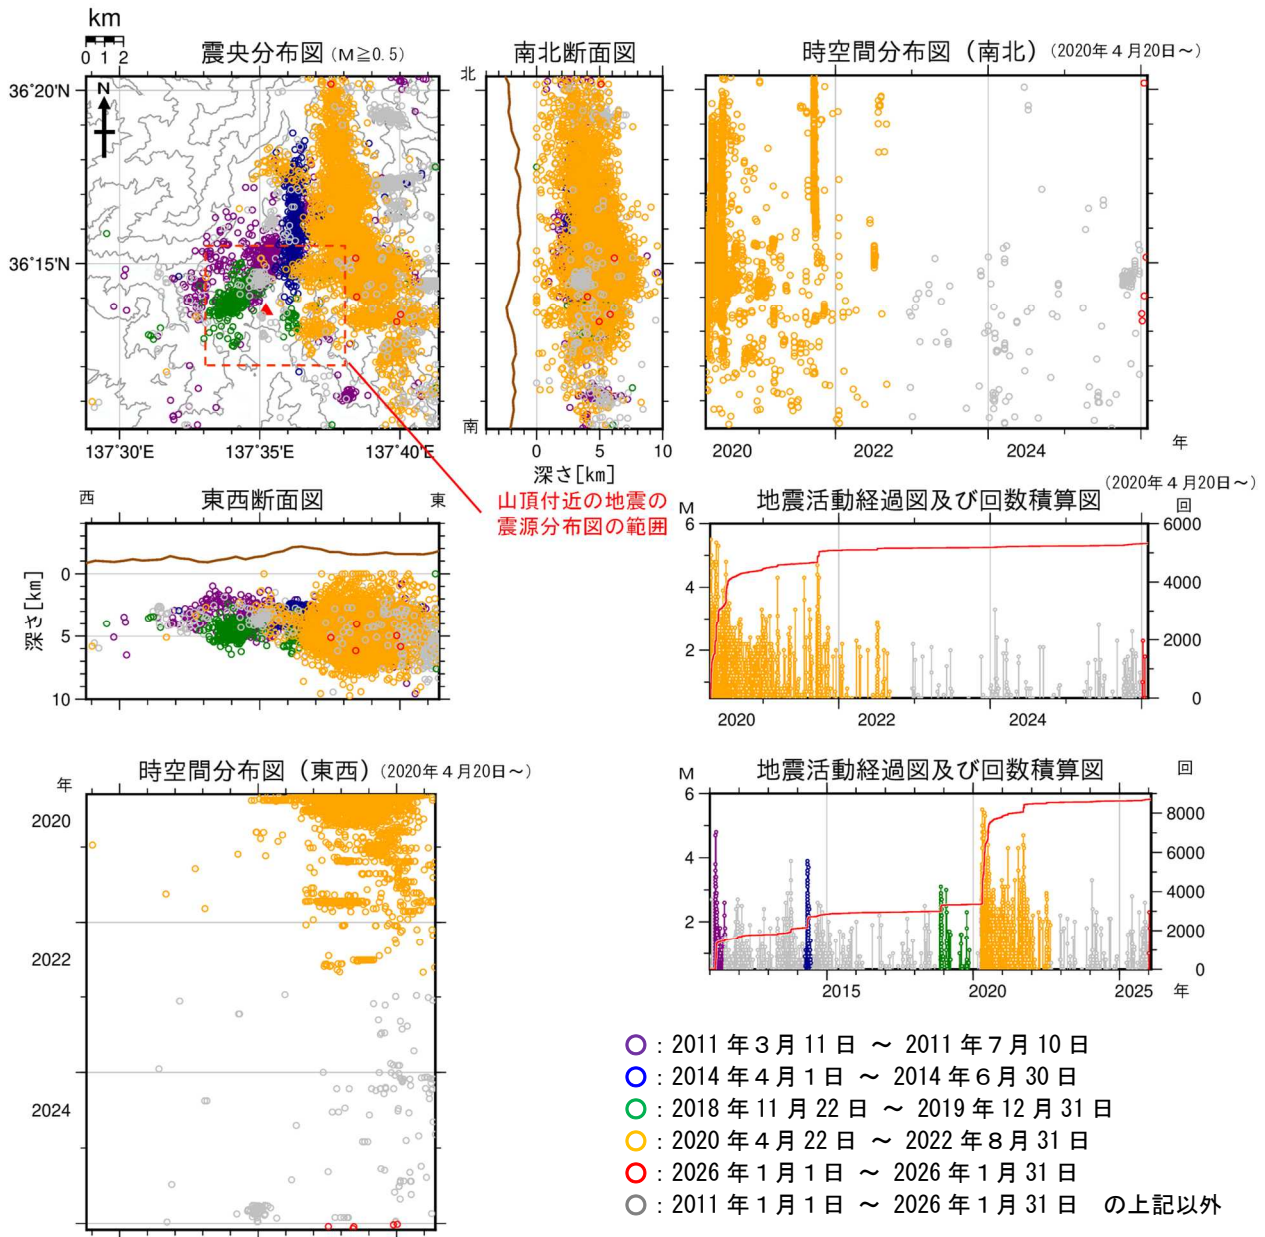 km
0 1 2
震央分布図 (M≧0.5)
N
36°20'N
36°15'N
137°30'E 137°35'E 137°40'E
南北断面図
北
南
0 5 10
深さ[km]
時空間分布図（南北） (2020年4月20日～)
2020 2022 2024 年
山頂付近の地震の
震源分布図の範囲
西 東西断面図 東
深さ[km]
0
5
10
地震活動経過図及び回数積算図 (2020年4月20日～)
M 回
6
4
2
6000
4000
2000
0
2020 2022 2024
時空間分布図（東西） (2020年4月20日～)
年
2020
2022
2024
地震活動経過図及び回数積算図
M 回
6
4
2
8000
6000
4000
2000
0
2015 2020 2025 年
：2011年3月11日 ～ 2011年7月10日
：2014年4月1日 ～ 2014年6月30日
：2018年11月22日 ～ 2019年12月31日
：2020年4月22日 ～ 2022年8月31日
：2026年1月1日 ～ 2026年1月31日
：2011年1月1日 ～ 2026年1月31日 の上記以外